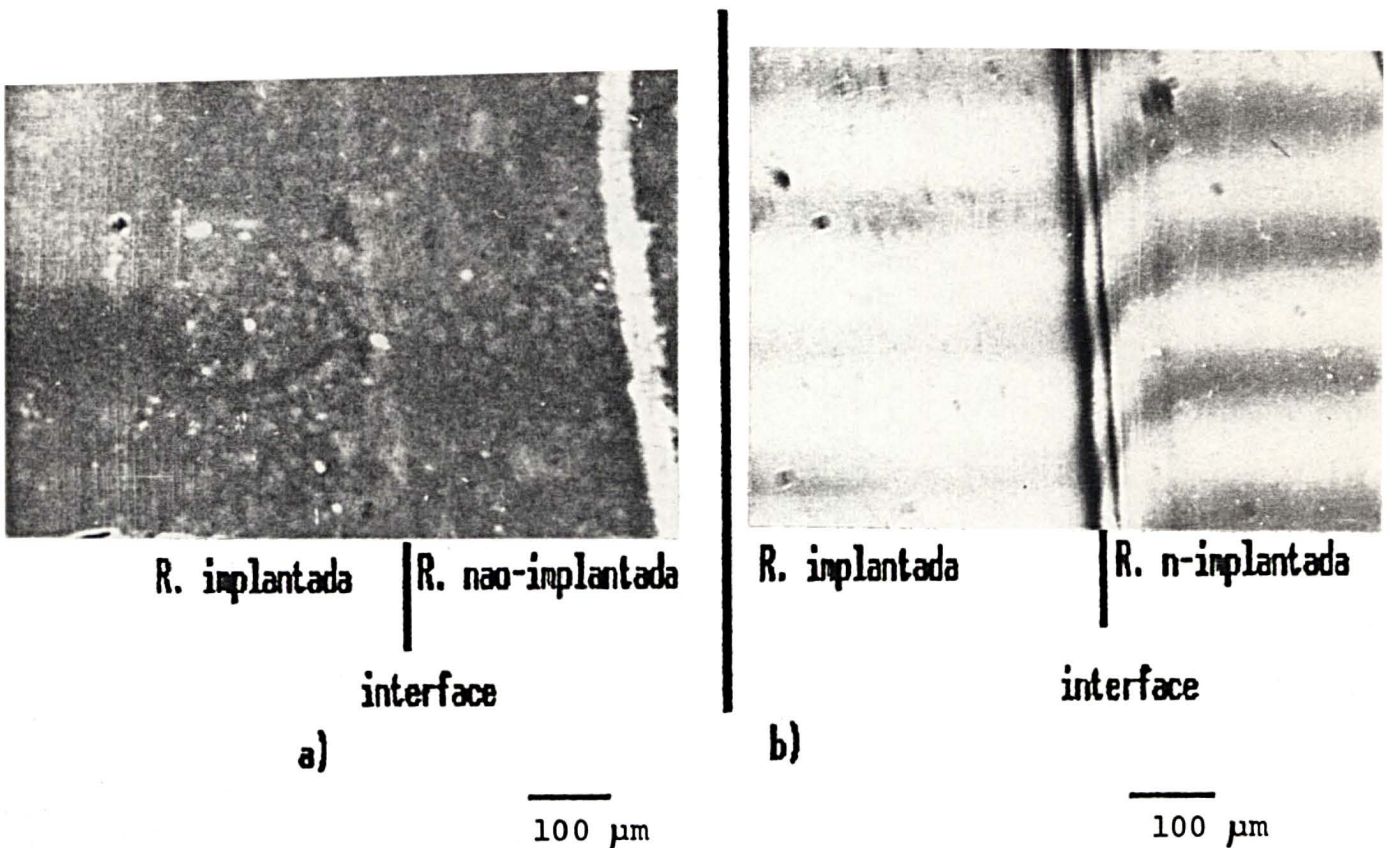 R. implantada
R. nao-implantada
interface
a)
100 µm
R. implantada
R. n-implantada
interface
b)
100 µm